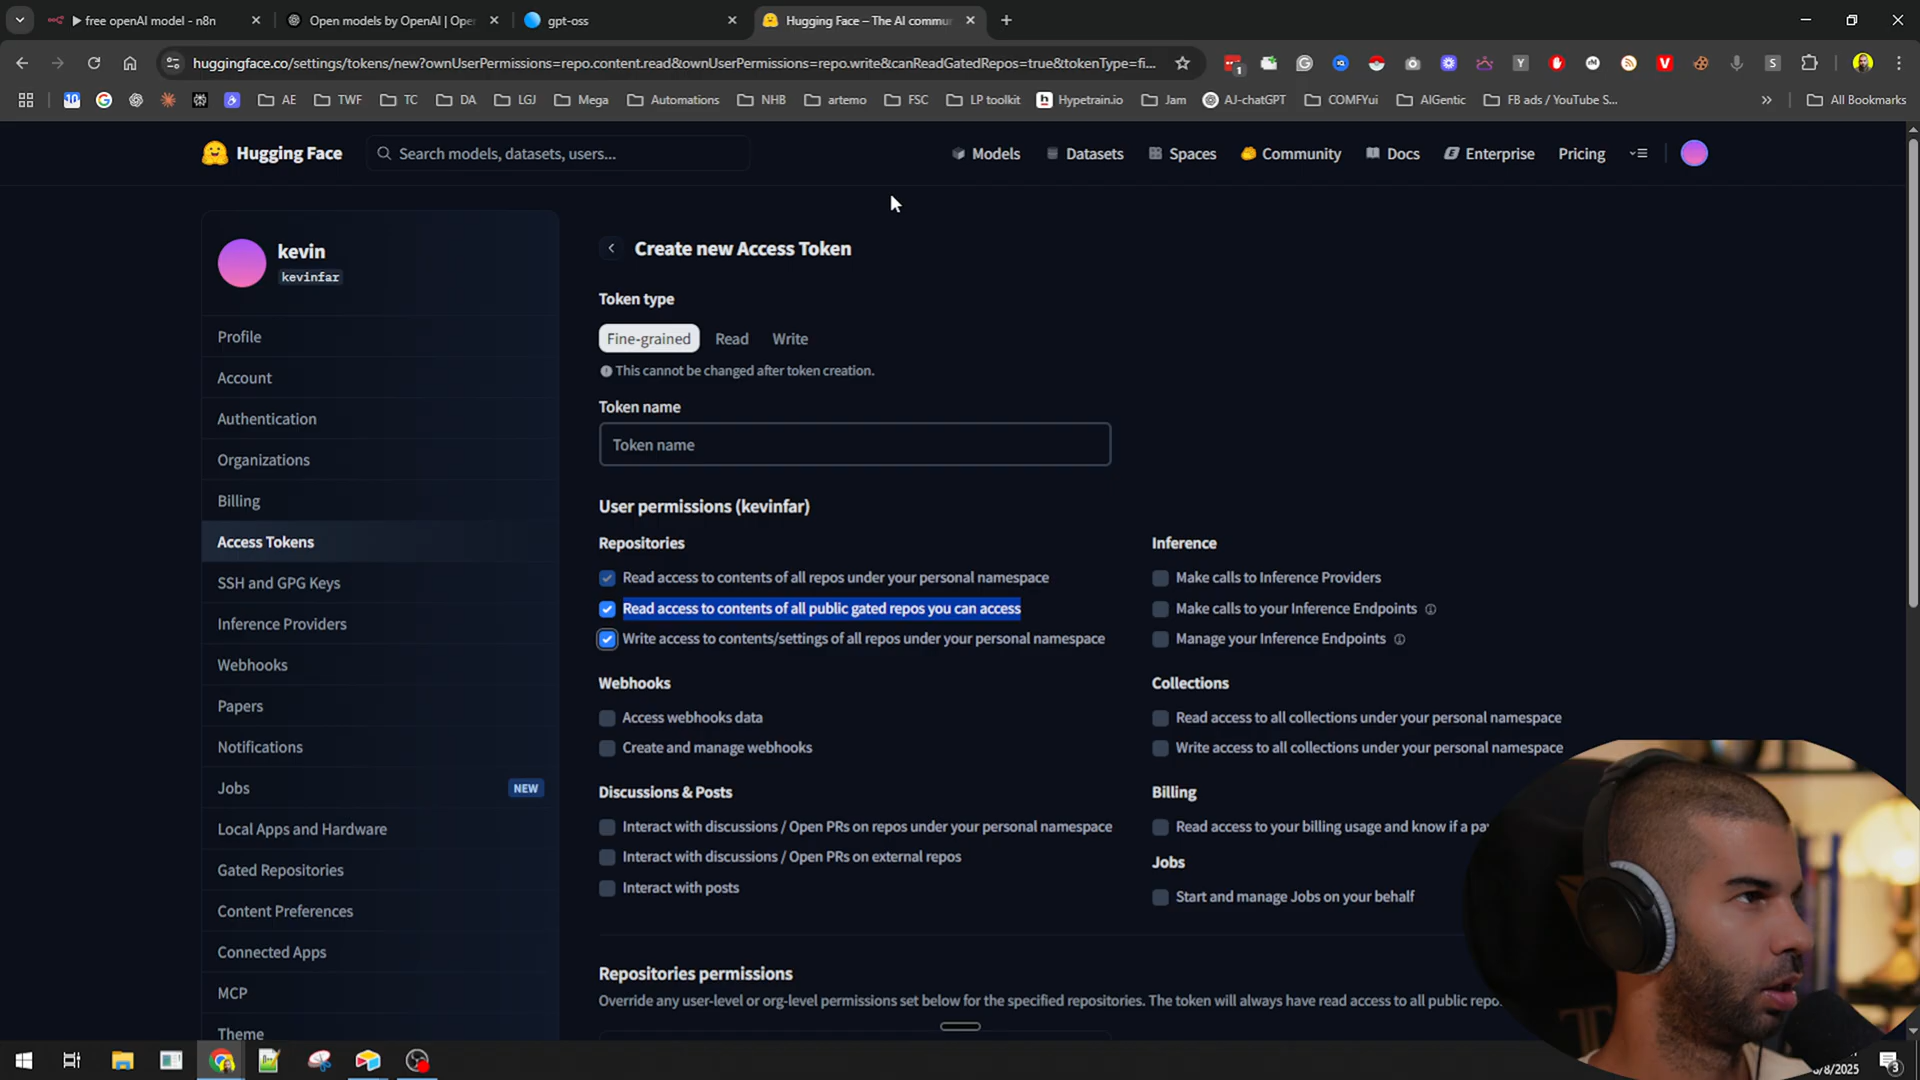 free openAI model - n8n
Open models by OpenAI | Oper
gpt-oss
Hugging Face – The AI commu
huggingface.co/settings/tokens/new?ownUserPermissions=repo.content.read&ownUserPermissions=repo.write&canReadGatedRepos=true&tokenType=fi...
AE
TWF
TC
DA
LGJ
Mega
Automations
NHB
artemo
FSC
LP toolkit
Hypetrain.io
Jam
AJ-chatGPT
COMFYui
AIGentic
FB ads / YouTube S...
All Bookmarks
Hugging Face
Search models, datasets, users...
Models
Datasets
Spaces
Community
Docs
Enterprise
Pricing
kevin
kevinfar
Profile
Account
Authentication
Organizations
Billing
Access Tokens
SSH and GPG Keys
Inference Providers
Webhooks
Papers
Notifications
Jobs NEW
Local Apps and Hardware
Gated Repositories
Content Preferences
Connected Apps
MCP
Theme
Create new Access Token
Token type
Fine-grained Read Write
This cannot be changed after token creation.
Token name
Token name
User permissions (kevinfar)
Repositories
Read access to contents of all repos under your personal namespace
Read access to contents of all public gated repos you can access
Write access to contents/settings of all repos under your personal namespace
Webhooks
Access webhooks data
Create and manage webhooks
Discussions & Posts
Interact with discussions / Open PRs on repos under your personal namespace
Interact with discussions / Open PRs on external repos
Interact with posts
Inference
Make calls to Inference Providers
Make calls to your Inference Endpoints
Manage your Inference Endpoints
Collections
Read access to all collections under your personal namespace
Write access to all collections under your personal namespace
Billing
Read access to your billing usage and know if a pa
Jobs
Start and manage Jobs on your behalf
Repositories permissions
Override any user-level or org-level permissions set below for the specified repositories. The token will always have read access to all public repo
/8/2025
3